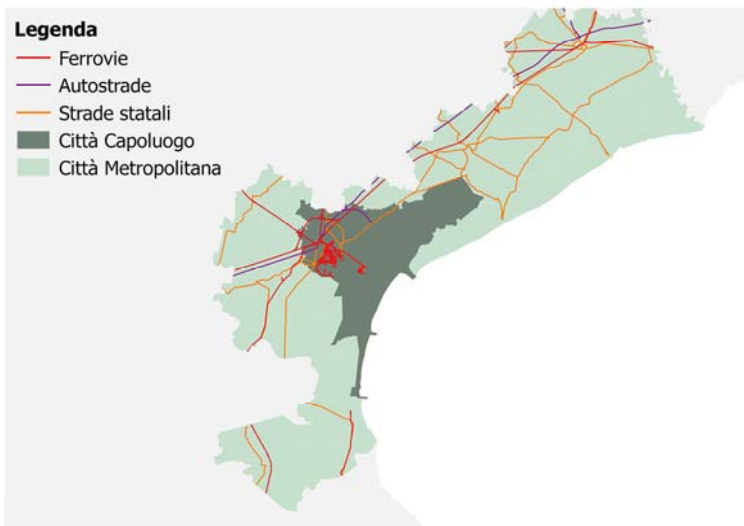 Legenda
Ferrovie
Autostrade
Strade statali
Città Capoluogo
Città Metropolitana